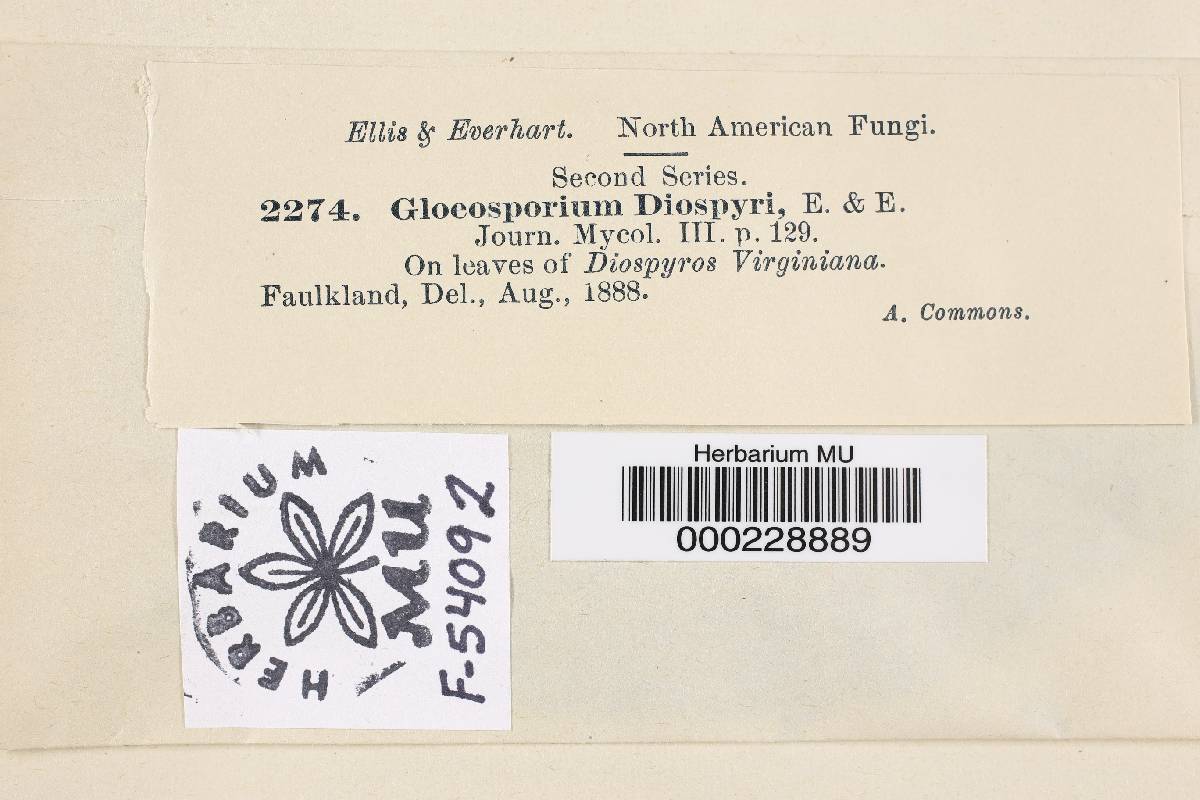 Ellis & Everhart. North American Fungi.
Second Series.
2274. Gloeosporium Diospyri, E. & E.
Journ. Mycol. III. p. 129.
On leaves of Diospyros Virginiana.
Faulkland, Del., Aug., 1888.
A. Commons.
HERBARIUM
MU
F-54092
Herbarium MU
000228889